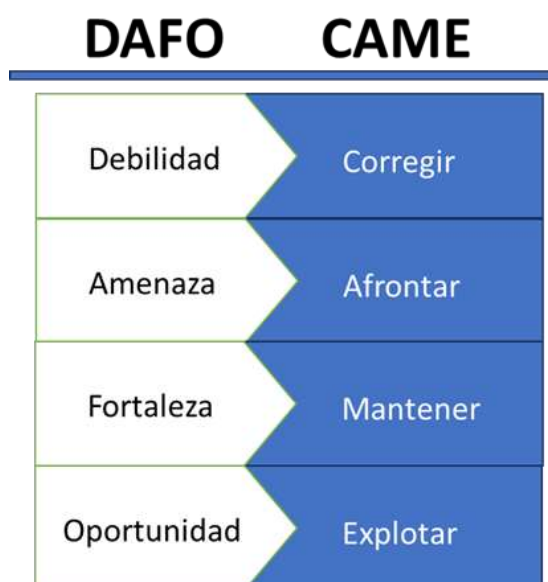 DAFO CAME
Debilidad Corregir
Amenaza Afrontar
Fortaleza Mantener
Oportunidad Explotar